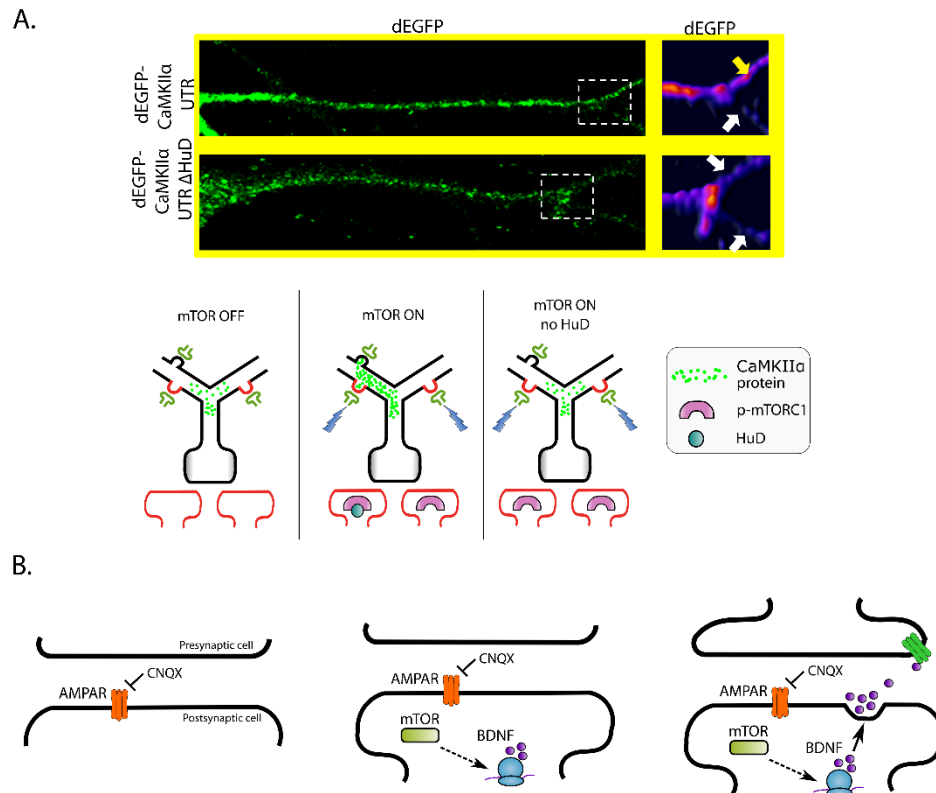 A.
dEGFP
dEGFP
dEGFP-
CaMKIIα
UTR
dEGFP-
CaMKIIα
UTR ΔHuD
mTOR OFF
mTOR ON
mTOR ON
no HuD
CaMKIIα
protein
p-mTORC1
HuD
B.
Presynaptic cell
CNQX
AMPAR
Postsynaptic cell
CNQX
AMPAR
mTOR
BDNF
CNQX
AMPAR
mTOR
BDNF